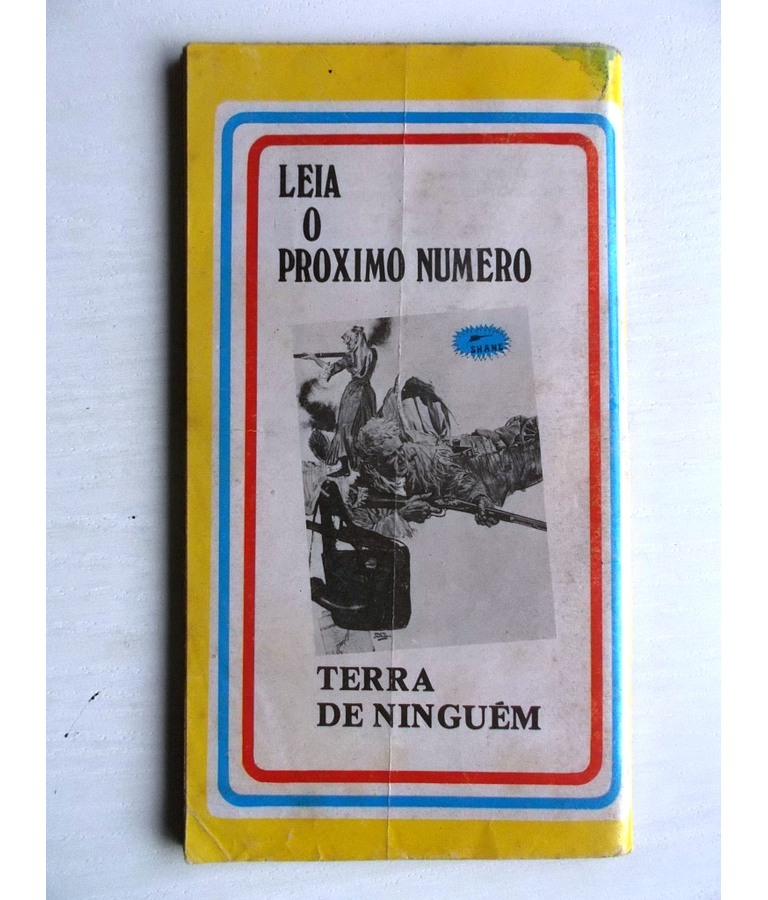 LEIA
O
PROXIMO NUMERO
SHANE
TERRA
DE NINGUÉM